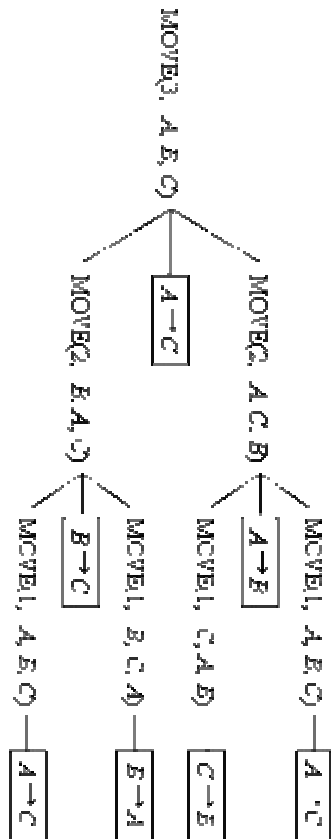 MOVE(1, A, B, C) A→C
MOVE(2, A, C, B) A→B
MOVE(1, C, A, B) C→B
MOVE(3, A, B, C) A→C
MOVE(1, B, C, A) B→A
MOVE(2, B, A, C) B→C
MOVE(1, A, B, C) A→C